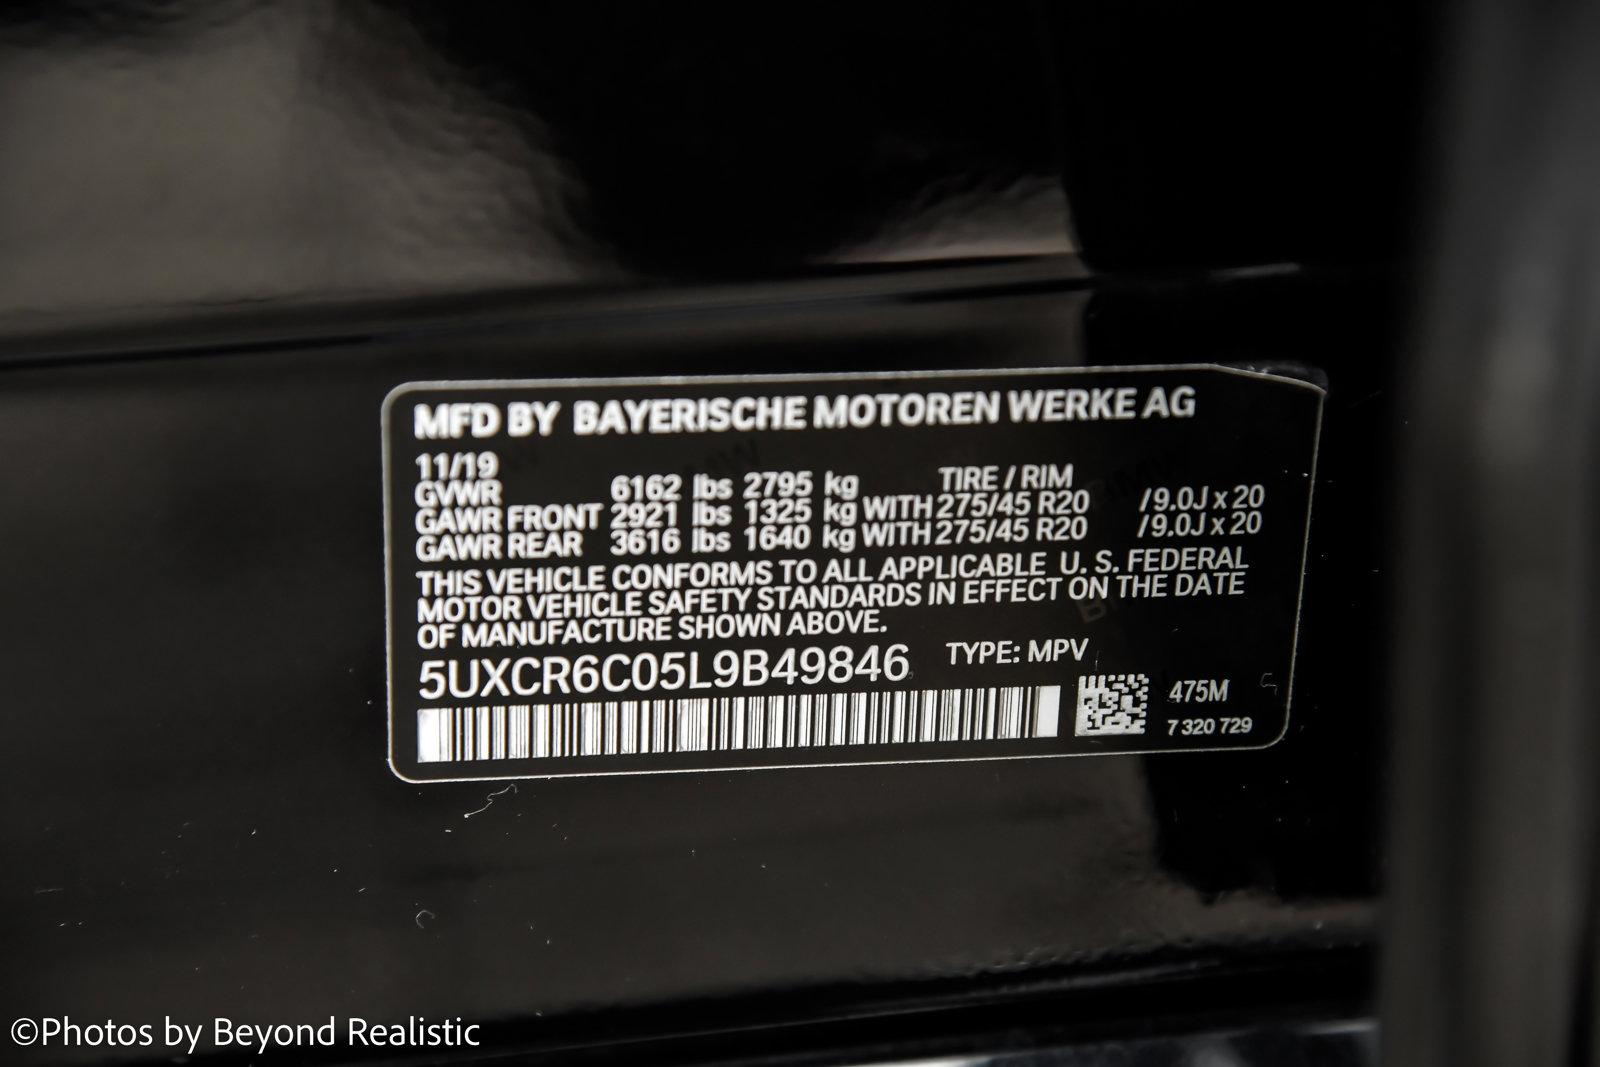 MFD BY BAYERISCHE MOTOREN WERKE AG
11/19
TIRE / RIM
GVWR 6162 lbs 2795 kg
GAWR FRONT 2921 lbs 1325 kg WITH 275/45 R20 /9.0J x 20
GAWR REAR 3616 lbs 1640 kg WITH 275/45 R20 /9.0J x 20
THIS VEHICLE CONFORMS TO ALL APPLICABLE U. S. FEDERAL
MOTOR VEHICLE SAFETY STANDARDS IN EFFECT ON THE DATE
OF MANUFACTURE SHOWN ABOVE.
5UXCR6C05L9B49846 TYPE: MPV
475M
7 320 729
©Photos by Beyond Realistic